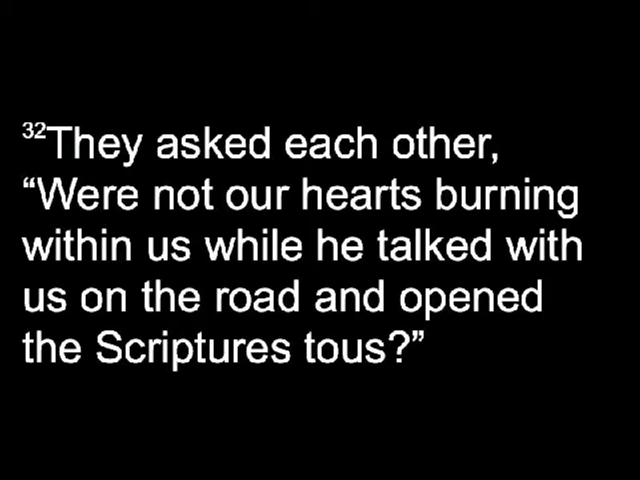 ³²They asked each other,
“Were not our hearts burning
within us while he talked with
us on the road and opened
the Scriptures tous?”